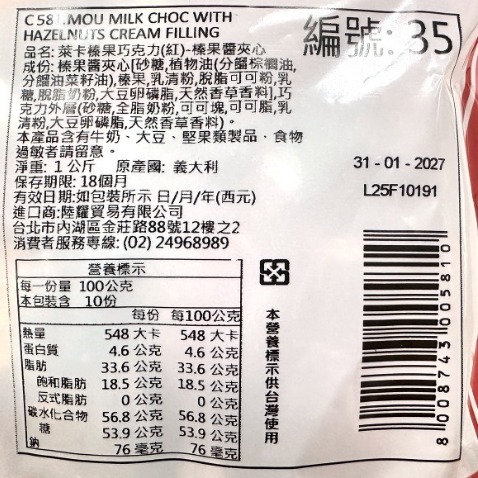 C 581.MOU MILK CHOC WITH
HAZELNUTS CREAM FILLING
編號: 35
品名: 萊卡榛果巧克力(紅)-榛果醬夾心
成份: 榛果醬夾心[砂糖,植物油(分餾棕櫚油,
分餾油菜籽油),榛果,乳清粉,脫脂可可粉,乳
糖,脫脂奶粉,大豆卵磷脂,天然香草香料],巧
克力外層(砂糖,全脂奶粉,可可塊,可可脂,乳
清粉,大豆卵磷脂,天然香草香料)。
本產品含有牛奶、大豆、堅果類製品,食物
過敏者請留意。
淨重: 1 公斤 原產國: 義大利
保存期限: 18個月
有效日期:如包裝所示 日/月/年(西元)
進口商:陸耀貿易有限公司
台北市內湖區金莊路88號12樓之2
消費者服務專線: (02) 24968989
31 - 01 - 2027
L25F10191
營養標示
每一份量 100公克
本包裝含 10份
每份 每100公克
熱量 548 大卡 548 大卡
蛋白質 4.6 公克 4.6 公克
脂肪 33.6 公克 33.6 公克
飽和脂肪 18.5 公克 18.5 公克
反式脂肪 0 公克 0 公克
碳水化合物 56.8 公克 56.8 公克
糖 53.9 公克 53.9 公克
鈉 76 毫克 76 毫克
本營養標示供台灣使用
8 008743 005810